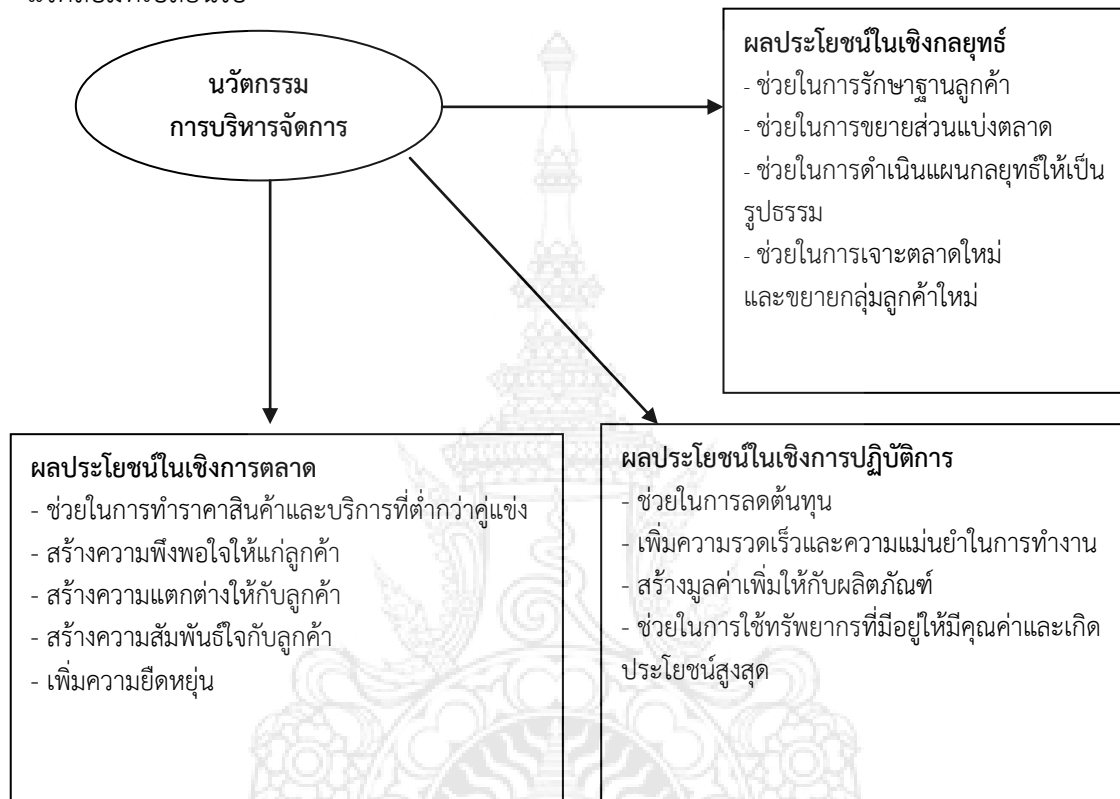 นวัตกรรม
การบริหารจัดการ
ผลประโยชน์ในเชิงกลยุทธ์
- ช่วยในการรักษาฐานลูกค้า
- ช่วยในการขยายส่วนแบ่งตลาด
- ช่วยในการดำเนินแผนกลยุทธ์ให้เป็น
รูปธรรม
- ช่วยในการเจาะตลาดใหม่
และขยายกลุ่มลูกค้าใหม่
ผลประโยชน์ในเชิงการตลาด
- ช่วยในการทำราคาสินค้าและบริการที่ต่ำกว่าคู่แข่ง
- สร้างความพึงพอใจให้แก่ลูกค้า
- สร้างความแตกต่างให้กับลูกค้า
- สร้างความสัมพันธ์ใจกับลูกค้า
- เพิ่มความยืดหยุ่น
ผลประโยชน์ในเชิงการปฏิบัติการ
- ช่วยในการลดต้นทุน
- เพิ่มความรวดเร็วและความแม่นยำในการทำงาน
- สร้างมูลค่าเพิ่มให้กับผลิตภัณฑ์
- ช่วยในการใช้ทรัพยากรที่มีอยู่ให้มีคุณค่าและเกิด
ประโยชน์สูงสุด